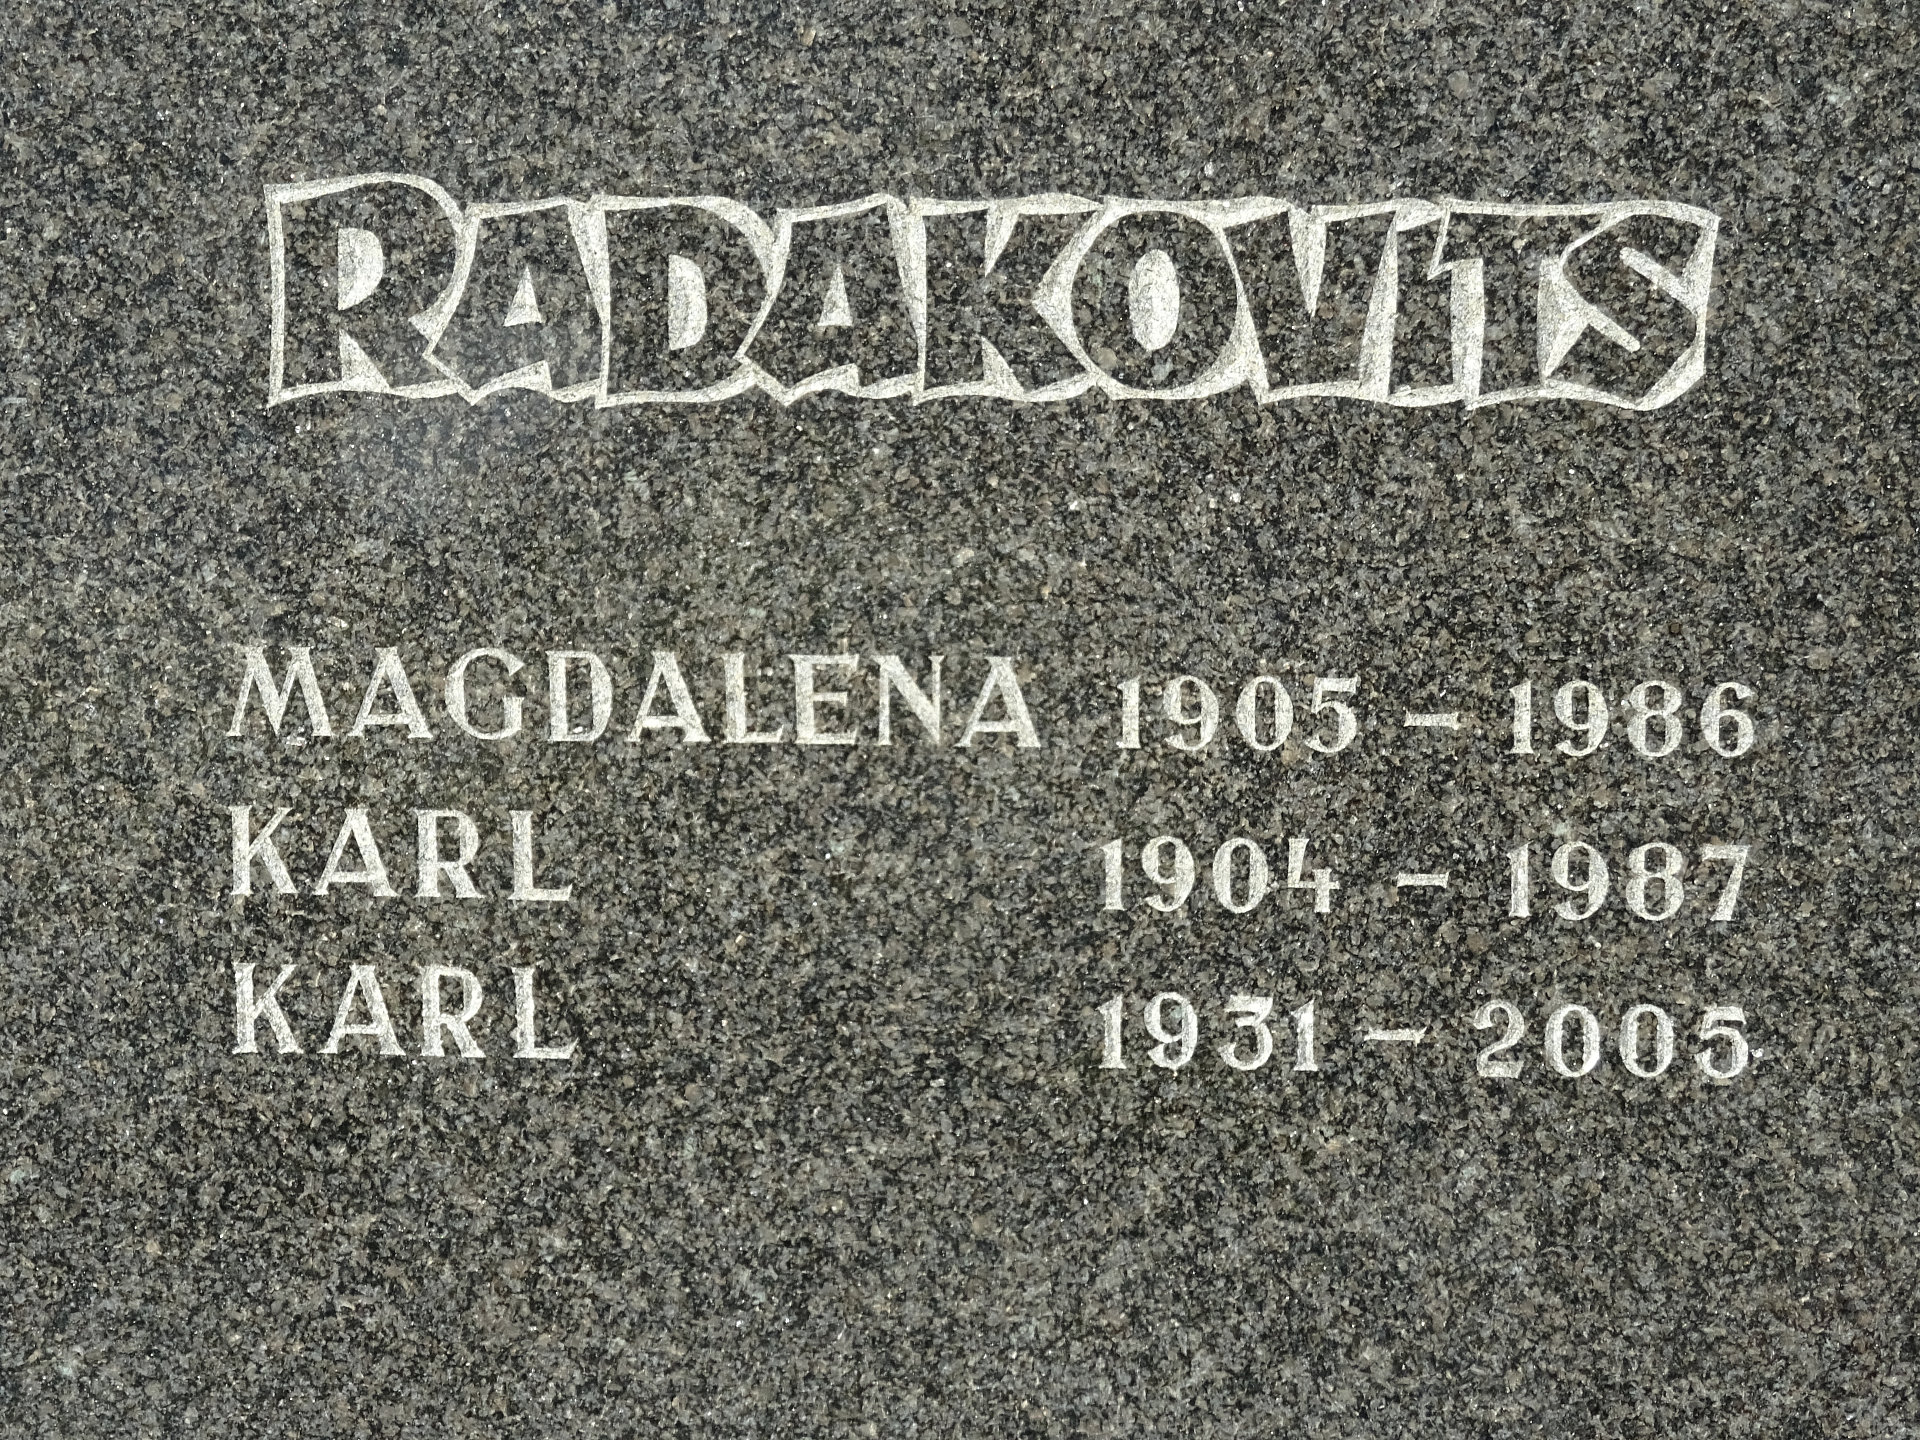 RADAKOVITS
MAGDALENA 1905 – 1986
KARL 1904 – 1987
KARL 1931 – 2005